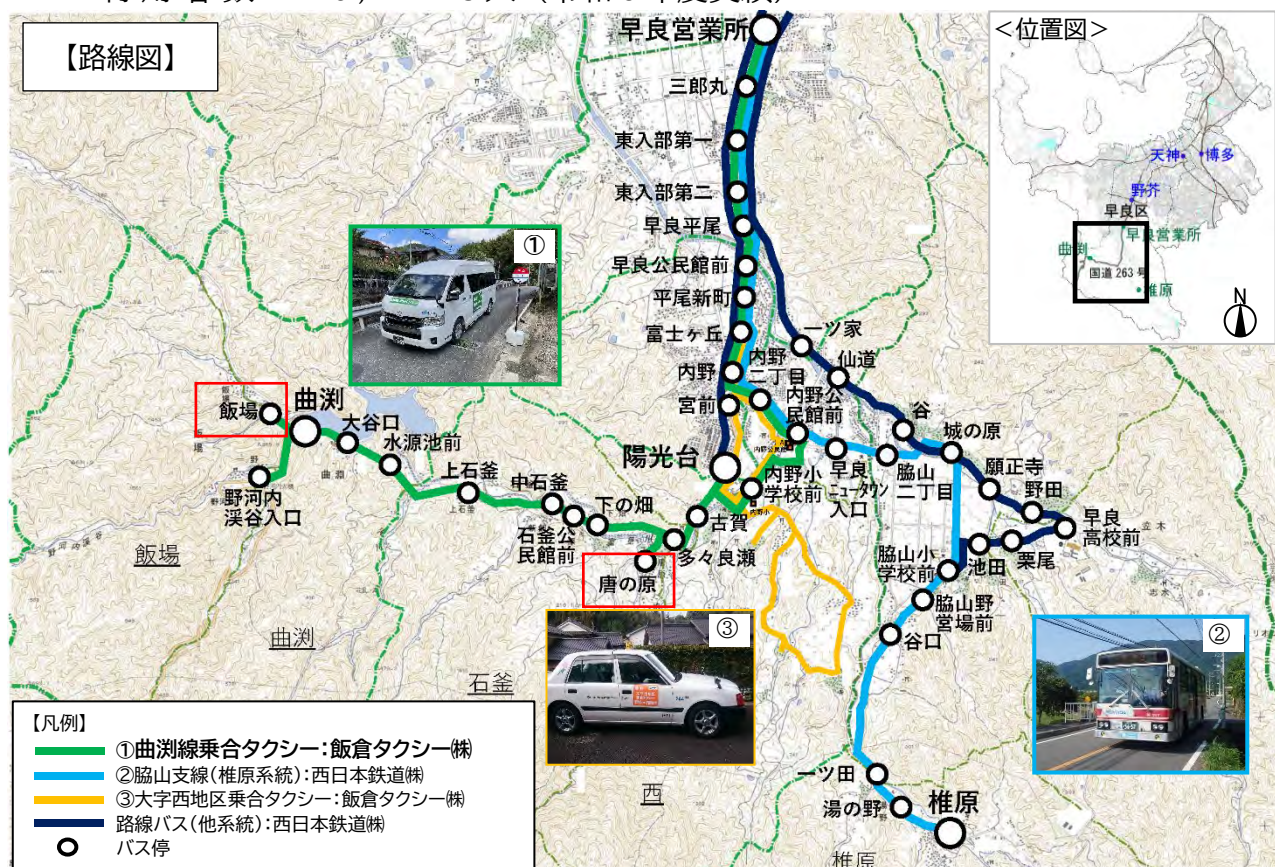 【路線図】
早良営業所
三郎丸
東入部第一
東入部第二
早良平尾
早良公民館前
平尾新町
富士ヶ丘
内野
宮前
陽光台
内野
二丁目
内野公
民館前
内野小
学校前
早良
ニュータウン
入口
脇山
二丁目
一ツ家
仙道
谷
城の原
願正寺
野田
早良
高校前
栗尾
池田
脇山小
学校前
脇山野
営場前
谷口
一ツ田
湯の野
椎原
古賀
多々良瀬
唐の原
下の畑
石釜公
民館前
中石釜
上石釜
水源池前
大谷口
曲渕
飯場
野河内
渓谷入口
飯場
曲渕
石釜
西
椎原
①
②
③
<位置図>
天神
博多
野芥
早良区
早良営業所
曲渕
国道 263 号
椎原
N
【凡例】
①曲渕線乗合タクシー:飯倉タクシー㈱
②脇山支線(椎原系統):西日本鉄道㈱
③大字西地区乗合タクシー:飯倉タクシー㈱
路線バス(他系統):西日本鉄道㈱
バス停